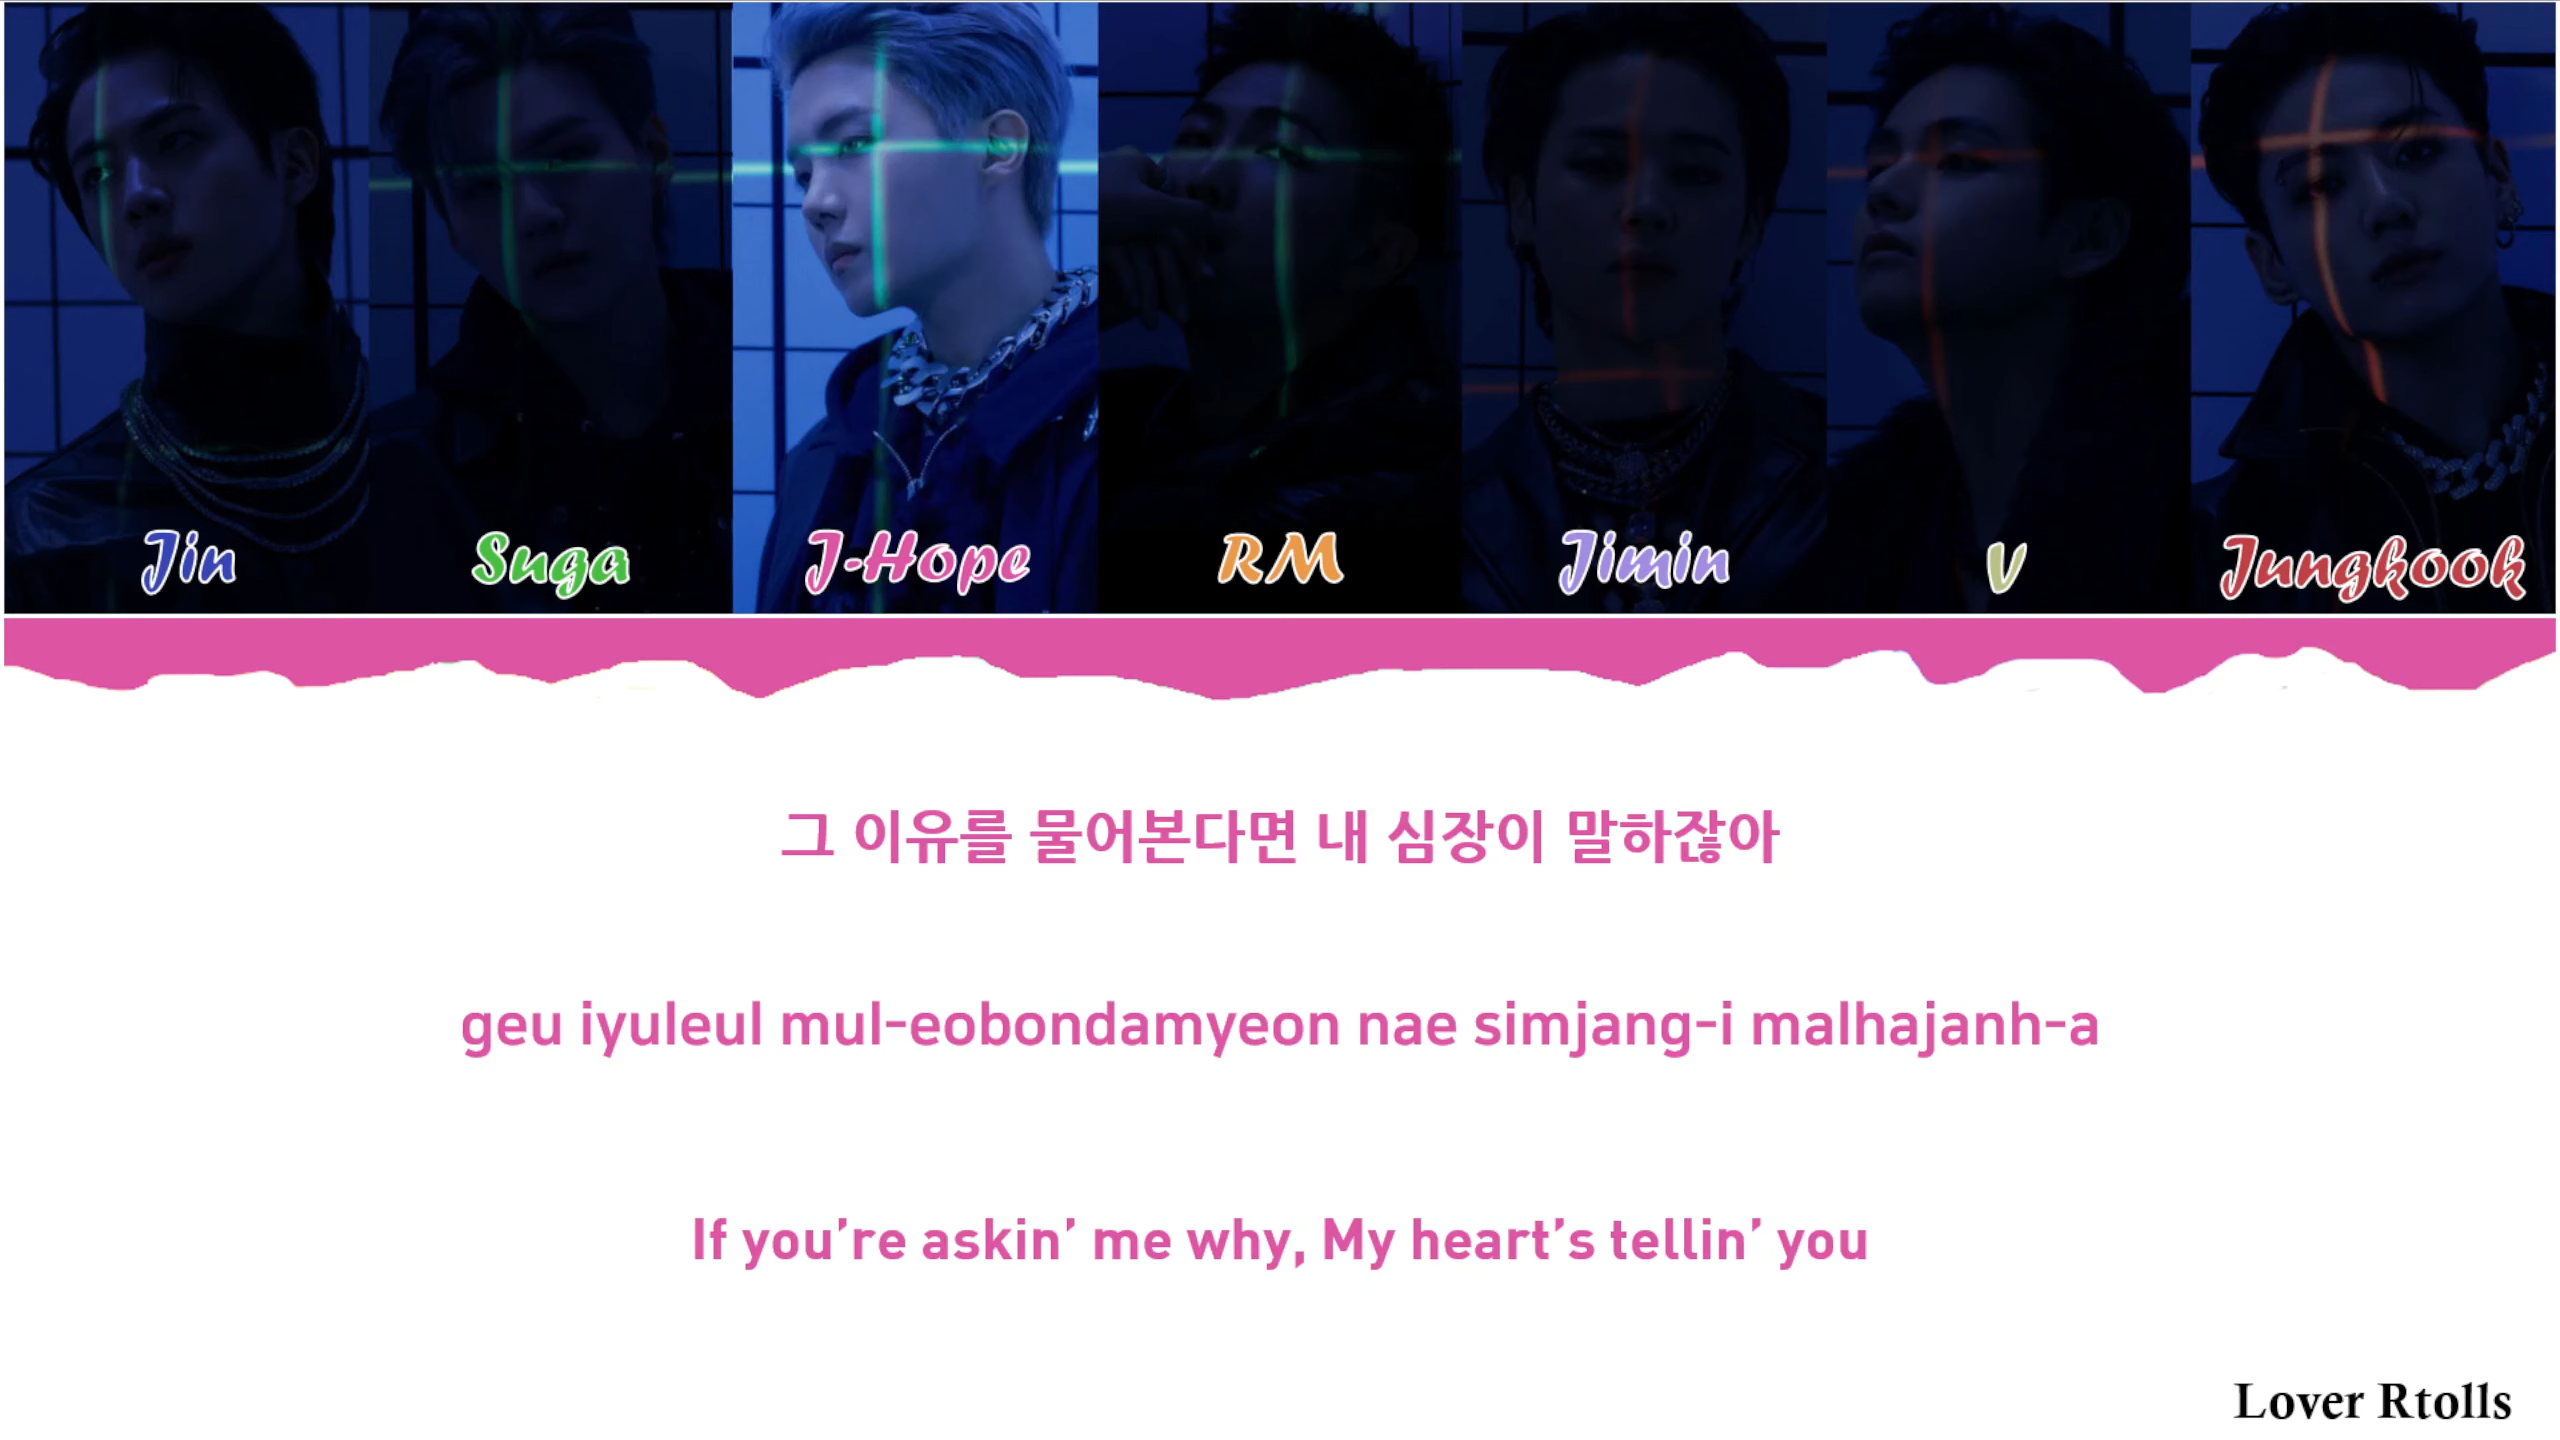 Jin Suga J-Hope RM Jimin V Jungkook
그 이유를 물어본다면 내 심장이 말하잖아
geu iyuleul mul-eobondamyeon nae simjang-i malhajanh-a
If you’re askin’ me why, My heart’s tellin’ you
Lover Rtolls